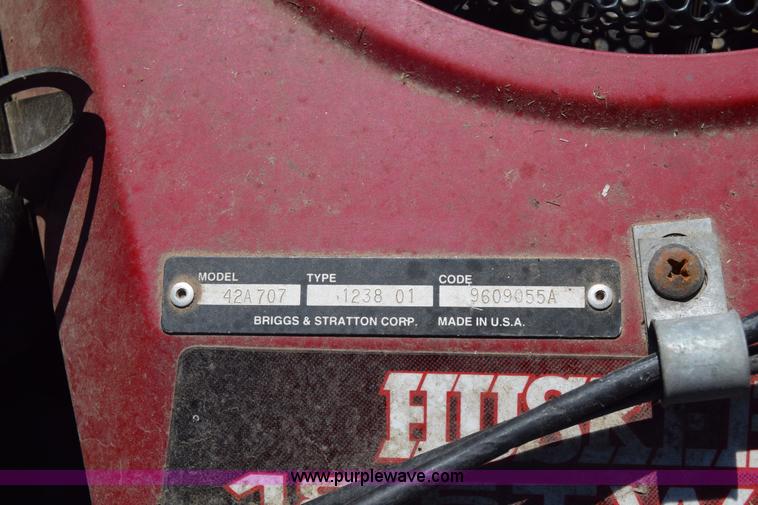 MODEL TYPE CODE
42A707 1238 01 9609055A
BRIGGS & STRATTON CORP. MADE IN U.S.A.
www.purplewave.com